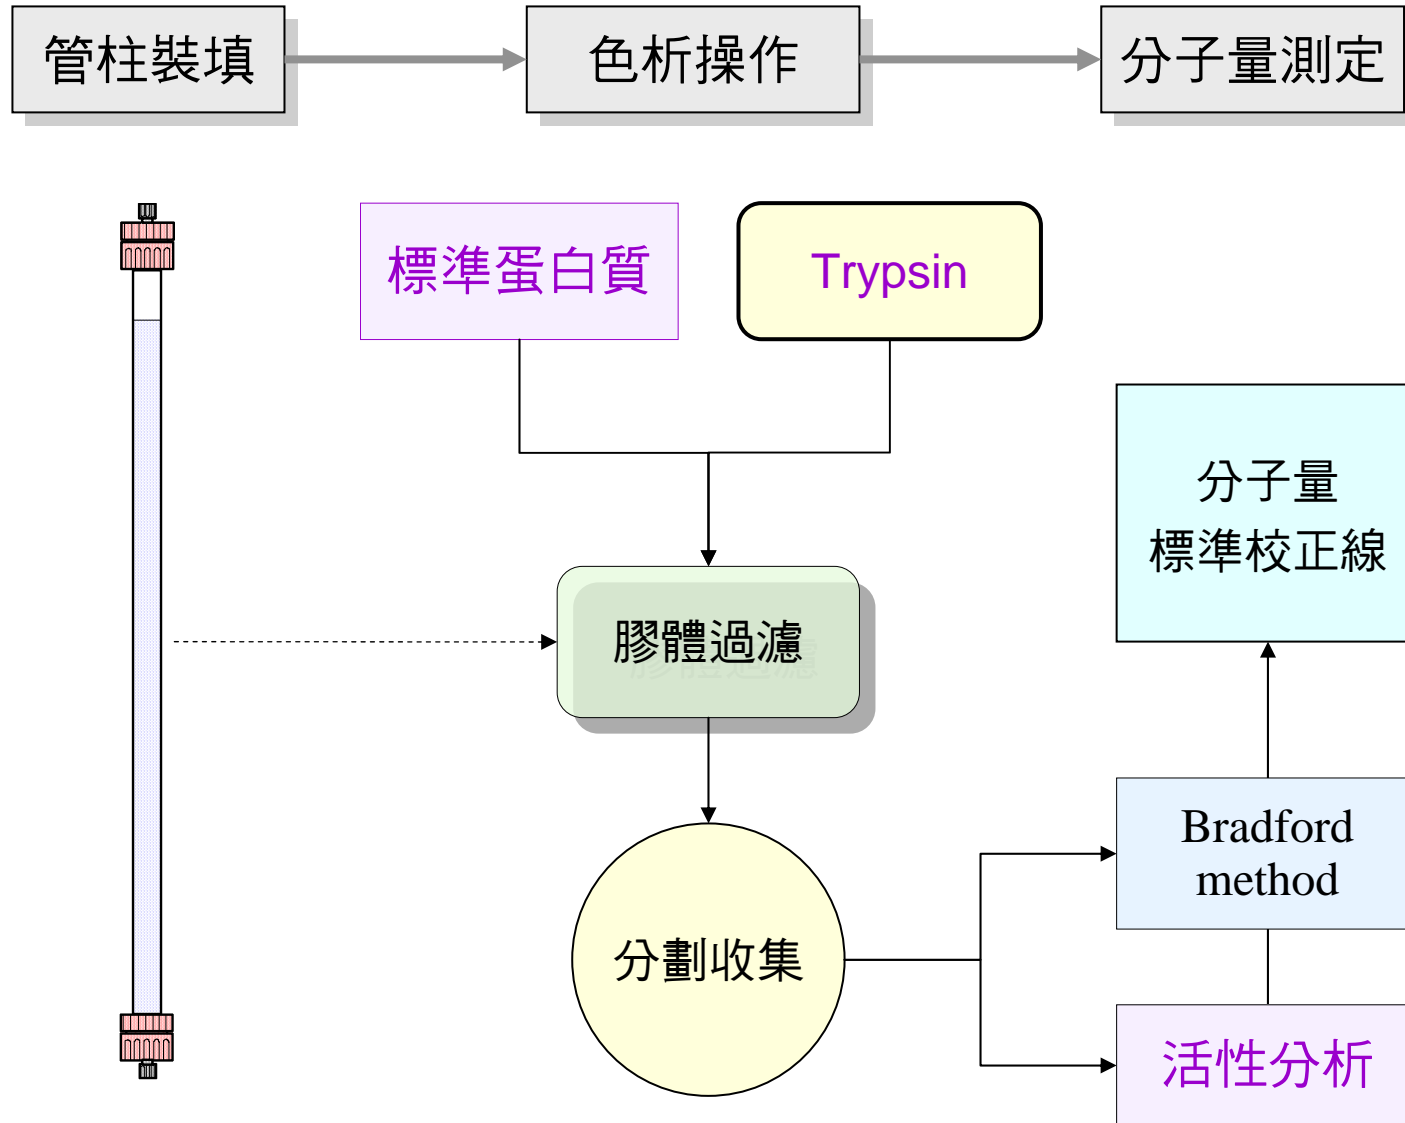 管柱裝填
色析操作
分子量測定
標準蛋白質
Trypsin
分子量
標準校正線
膠體過濾
Bradford
method
分劃收集
活性分析